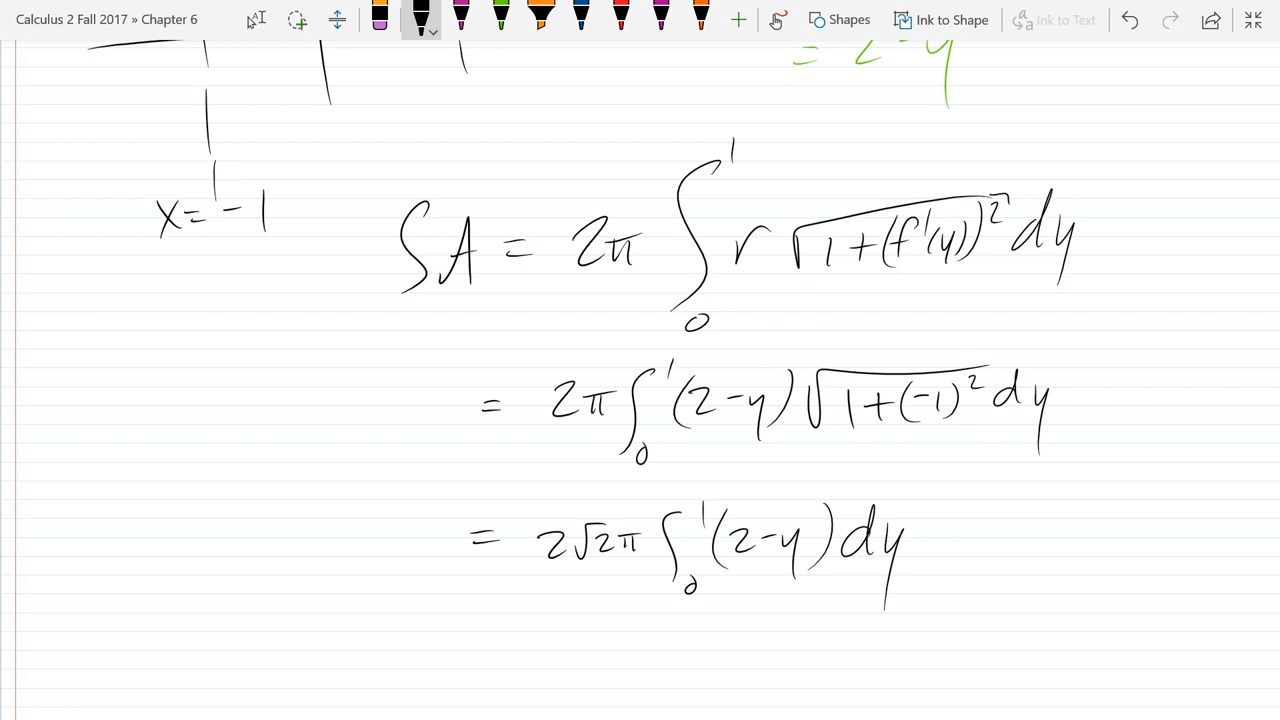 Calculus 2 Fall 2017 » Chapter 6
Shapes
Ink to Shape
Ink to Text
= 2-y
x = -1
SA = 2π ∫₀¹ r √(1+(f'(y))²) dy
= 2π ∫₀¹ (2-y) √(1+(-1)²) dy
= 2√2π ∫₀¹ (2-y) dy